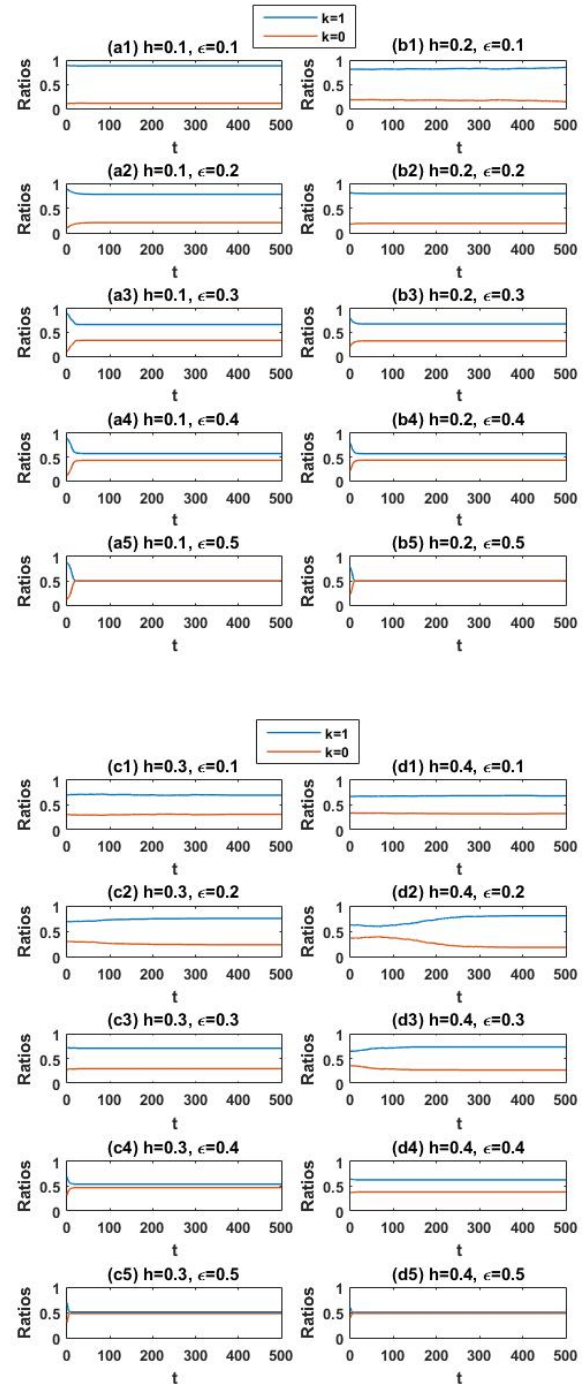 k=1
k=0
(a1) h=0.1, ϵ=0.1
(b1) h=0.2, ϵ=0.1
Ratios
1
0.5
0
0 100 200 300 400 500
t
Ratios
1
0.5
0
0 100 200 300 400 500
t
(a2) h=0.1, ϵ=0.2
(b2) h=0.2, ϵ=0.2
Ratios
1
0.5
0
0 100 200 300 400 500
t
Ratios
1
0.5
0
0 100 200 300 400 500
t
(a3) h=0.1, ϵ=0.3
(b3) h=0.2, ϵ=0.3
Ratios
1
0.5
0
0 100 200 300 400 500
t
Ratios
1
0.5
0
0 100 200 300 400 500
t
(a4) h=0.1, ϵ=0.4
(b4) h=0.2, ϵ=0.4
Ratios
1
0.5
0
0 100 200 300 400 500
t
Ratios
1
0.5
0
0 100 200 300 400 500
t
(a5) h=0.1, ϵ=0.5
(b5) h=0.2, ϵ=0.5
Ratios
1
0.5
0
0 100 200 300 400 500
t
Ratios
1
0.5
0
0 100 200 300 400 500
t
k=1
k=0
(c1) h=0.3, ϵ=0.1
(d1) h=0.4, ϵ=0.1
Ratios
1
0.5
0
0 100 200 300 400 500
t
Ratios
1
0.5
0
0 100 200 300 400 500
t
(c2) h=0.3, ϵ=0.2
(d2) h=0.4, ϵ=0.2
Ratios
1
0.5
0
0 100 200 300 400 500
t
Ratios
1
0.5
0
0 100 200 300 400 500
t
(c3) h=0.3, ϵ=0.3
(d3) h=0.4, ϵ=0.3
Ratios
1
0.5
0
0 100 200 300 400 500
t
Ratios
1
0.5
0
0 100 200 300 400 500
t
(c4) h=0.3, ϵ=0.4
(d4) h=0.4, ϵ=0.4
Ratios
1
0.5
0
0 100 200 300 400 500
t
Ratios
1
0.5
0
0 100 200 300 400 500
t
(c5) h=0.3, ϵ=0.5
(d5) h=0.4, ϵ=0.5
Ratios
1
0.5
0
0 100 200 300 400 500
t
Ratios
1
0.5
0
0 100 200 300 400 500
t